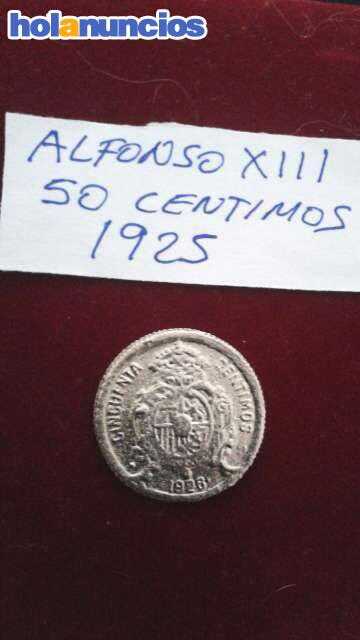 holanuncios
ALFONSO XIII
50 CENTIMOS
1925
CINCUENTA CENTIMOS
1926